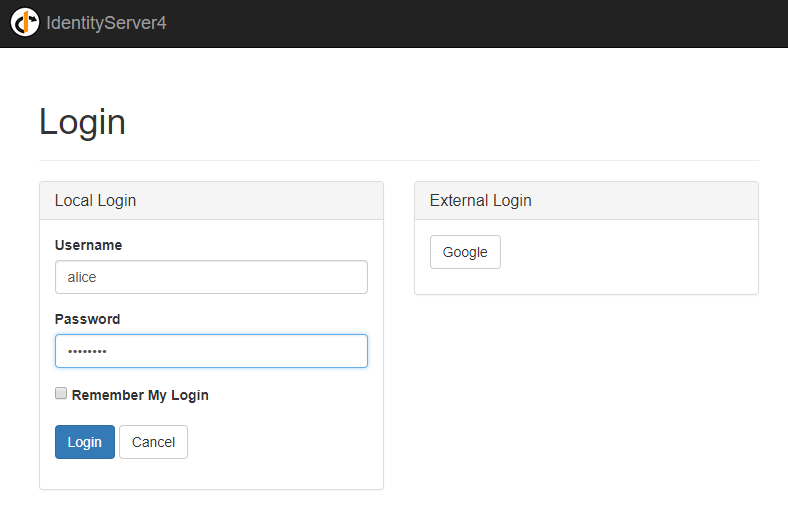 IdentityServer4
Login
Local Login
Username
alice
Password
••••••••
Remember My Login
Login Cancel
External Login
Google